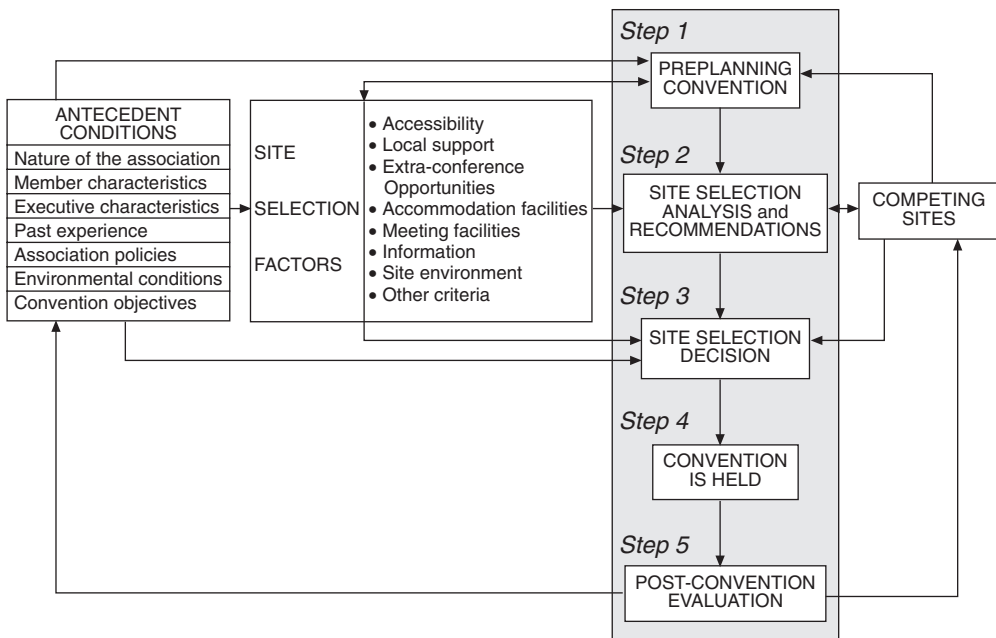 Step 1
PREPLANNING
CONVENTION
ANTECEDENT
CONDITIONS
Nature of the association
Member characteristics
Executive characteristics
Past experience
Association policies
Environmental conditions
Convention objectives
SITE
SELECTION
FACTORS
• Accessibility
• Local support
• Extra-conference
Opportunities
• Accommodation facilities
• Meeting facilities
• Information
• Site environment
• Other criteria
Step 2
SITE SELECTION
ANALYSIS and
RECOMMENDATIONS
COMPETING
SITES
Step 3
SITE SELECTION
DECISION
Step 4
CONVENTION
IS HELD
Step 5
POST-CONVENTION
EVALUATION